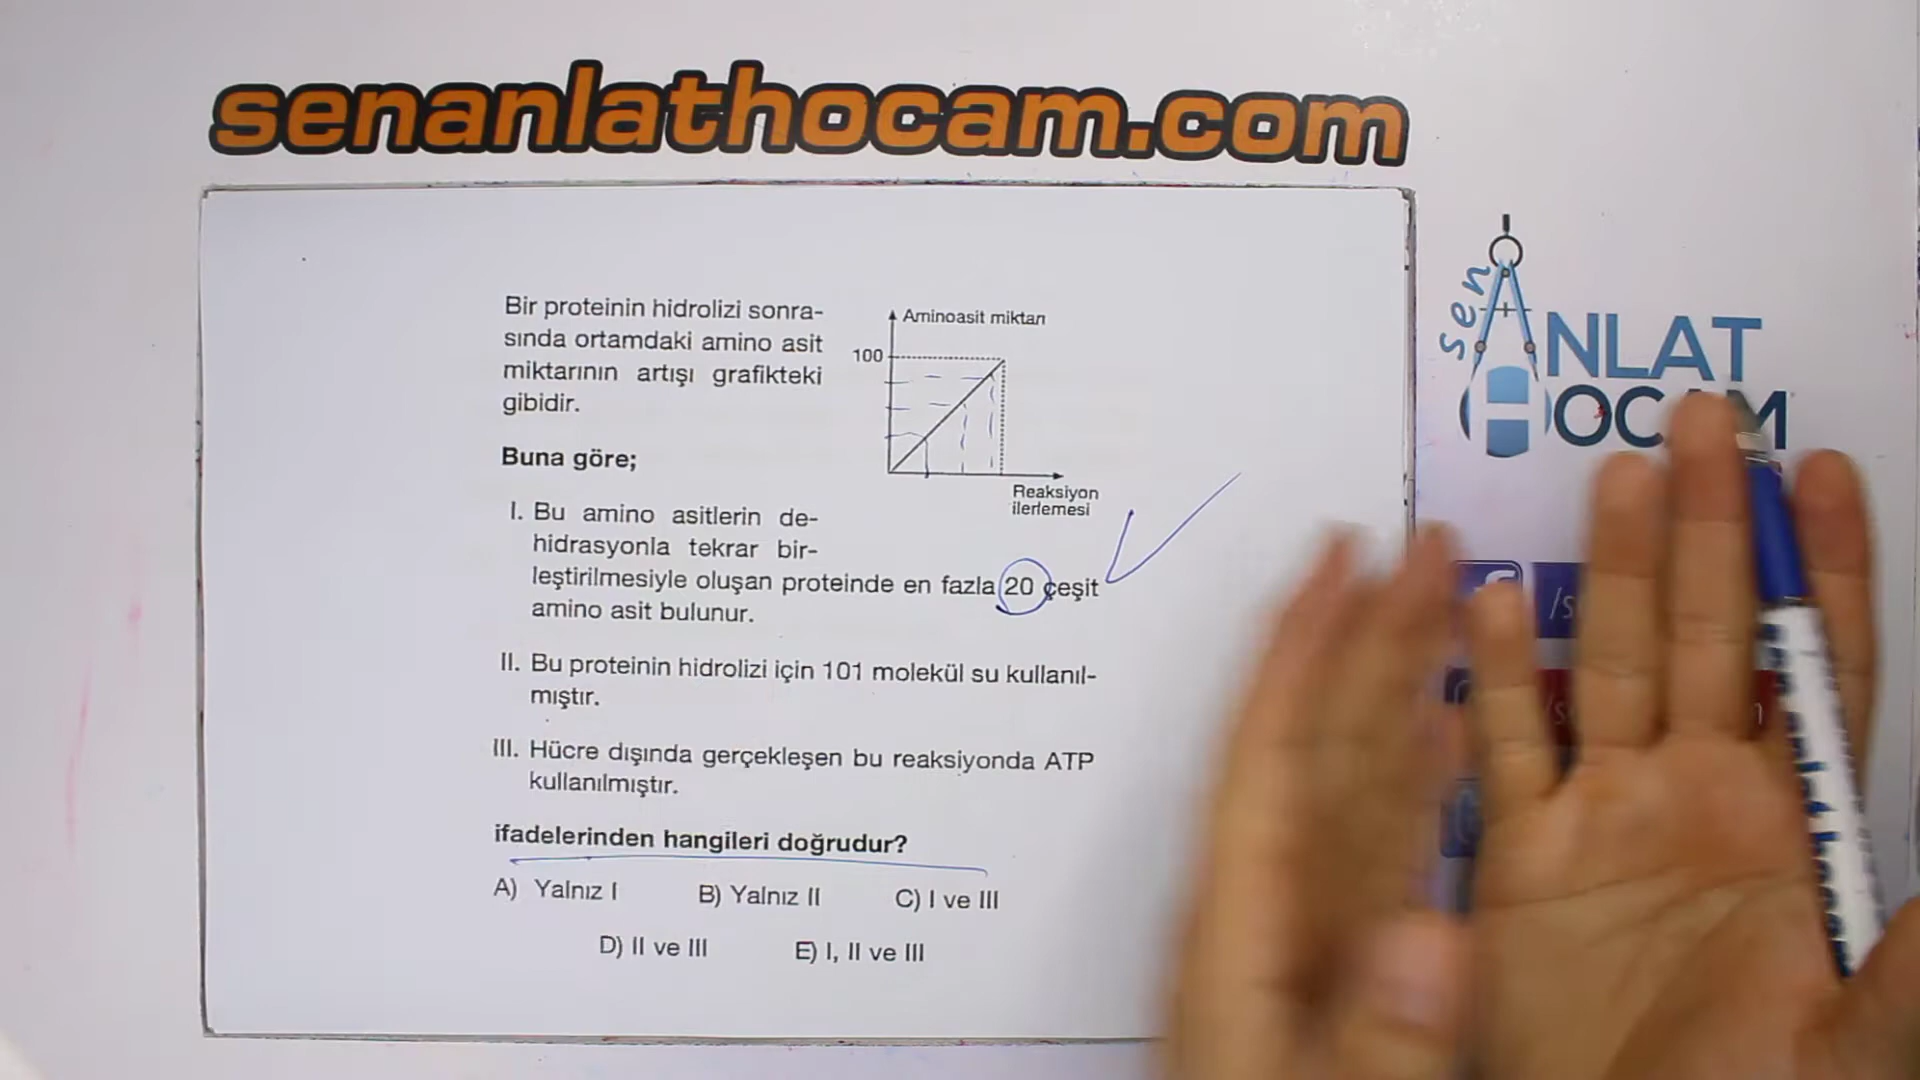 senanlathocam.com
Bir proteinin hidrolizi sonra-
sında ortamdaki amino asit
miktarının artışı grafikteki
gibidir.
Aminoasit miktarı
100
Reaksiyon
ilerlemesi
Buna göre;
I. Bu amino asitlerin de-
hidrasyonla tekrar bir-
leştirilmesiyle oluşan proteinde en fazla 20 çeşit
amino asit bulunur.
II. Bu proteinin hidrolizi için 101 molekül su kullanıl-
mıştır.
III. Hücre dışında gerçekleşen bu reaksiyonda ATP
kullanılmıştır.
ifadelerinden hangileri doğrudur?
A) Yalnız I B) Yalnız II C) I ve III
D) II ve III E) I, II ve III
sen
ANLAT
HOCAM